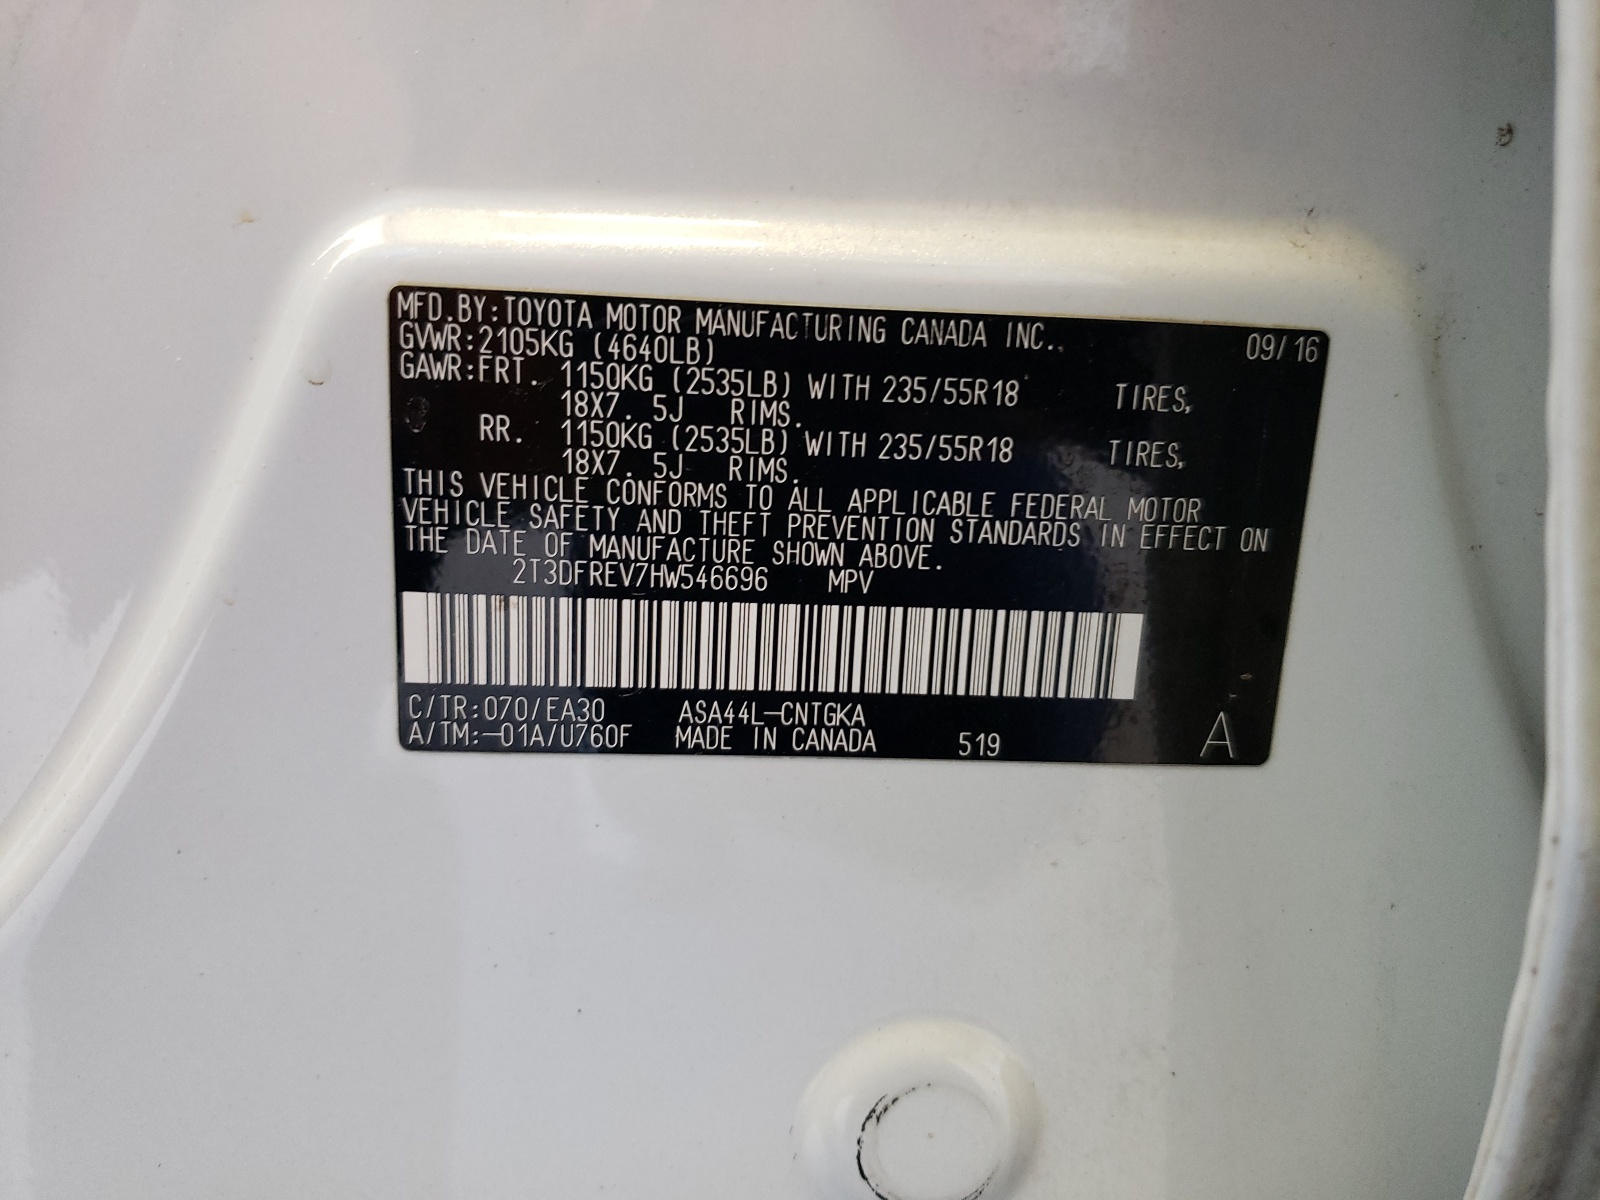 MFD.BY:TOYOTA MOTOR MANUFACTURING CANADA INC. 09/16
GVWR:2105KG (4640LB)
GAWR:FRT. 1150KG (2535LB) WITH 235/55R18 TIRES,
18X7. 5J RIMS.
RR. 1150KG (2535LB) WITH 235/55R18 TIRES,
18X7. 5J RIMS.
THIS VEHICLE CONFORMS TO ALL APPLICABLE FEDERAL MOTOR
VEHICLE SAFETY AND THEFT PREVENTION STANDARDS IN EFFECT ON
THE DATE OF MANUFACTURE SHOWN ABOVE.
2T3DFREV7HW546696 MPV
C/TR:070/EA30 ASA44L-CNTGKA
A/TM:-01A/U760F MADE IN CANADA 519 A